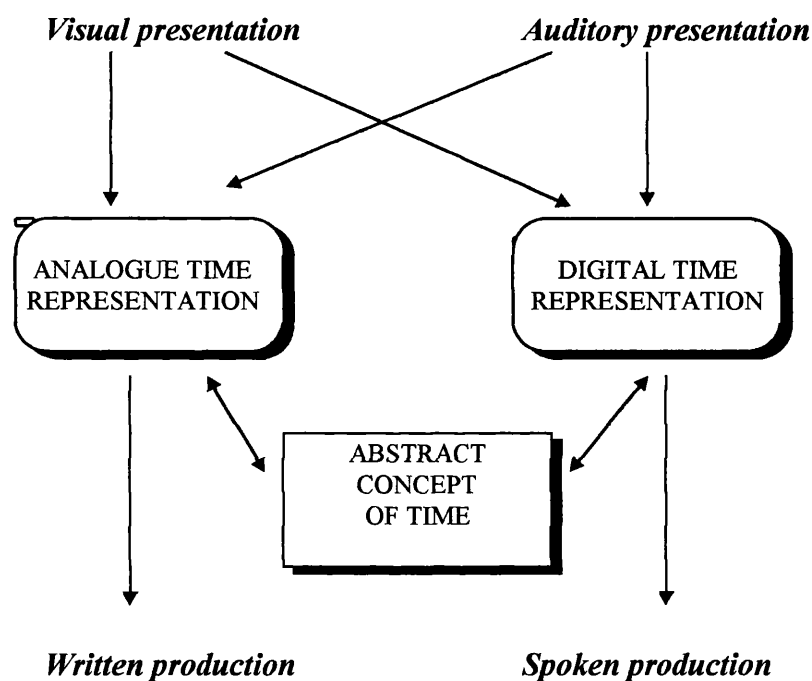 Visual presentation
Auditory presentation
ANALOGUE TIME
REPRESENTATION
DIGITAL TIME
REPRESENTATION
ABSTRACT
CONCEPT
OF TIME
Written production
Spoken production